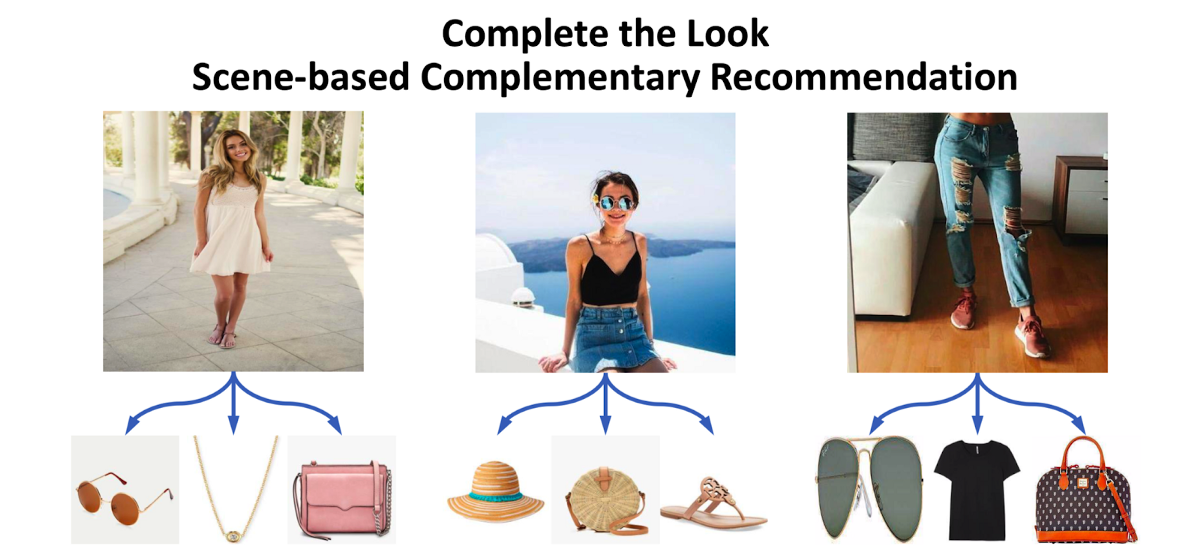 Complete the Look
Scene-based Complementary Recommendation